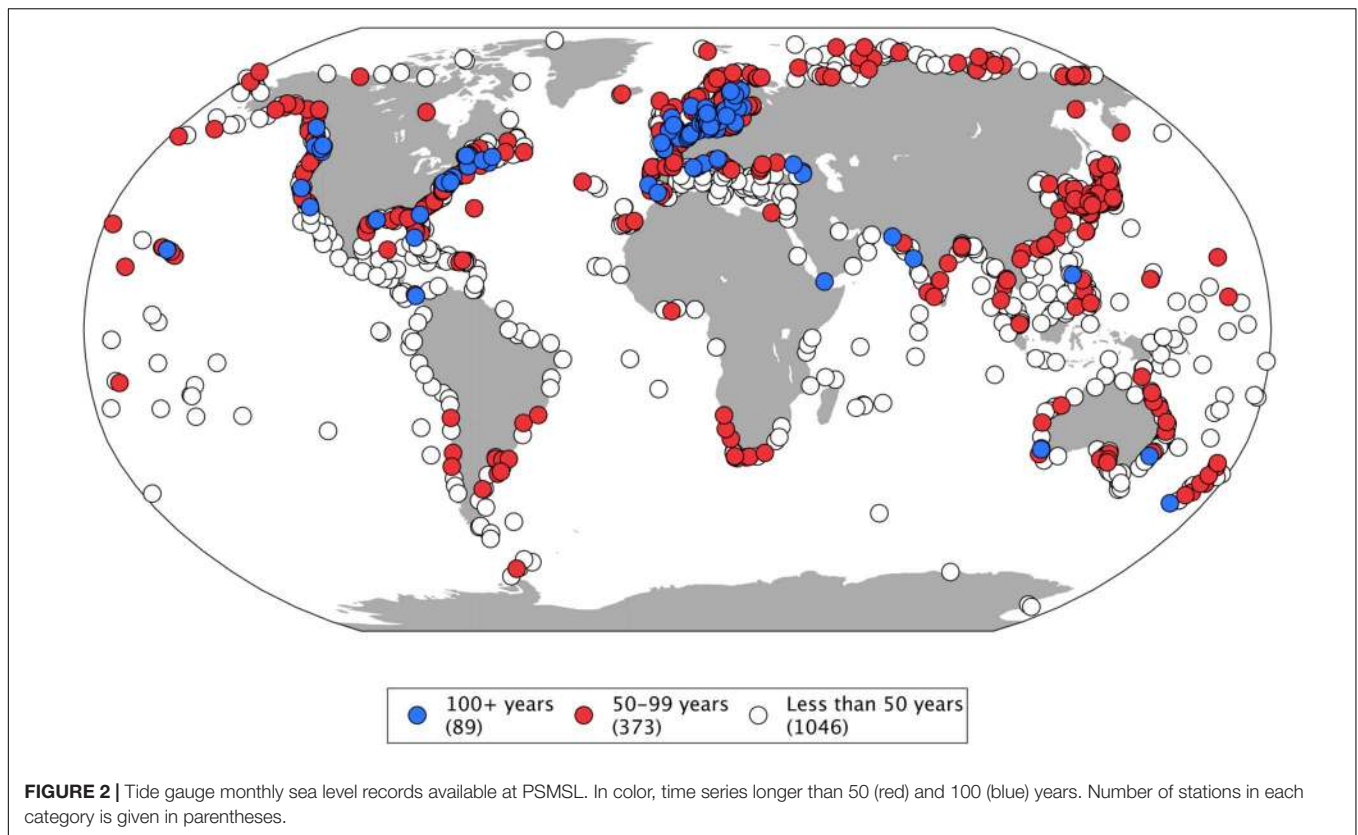 100+ years
(89)
50–99 years
(373)
Less than 50 years
(1046)
FIGURE 2 | Tide gauge monthly sea level records available at PSMSL. In color, time series longer than 50 (red) and 100 (blue) years. Number of stations in each
category is given in parentheses.